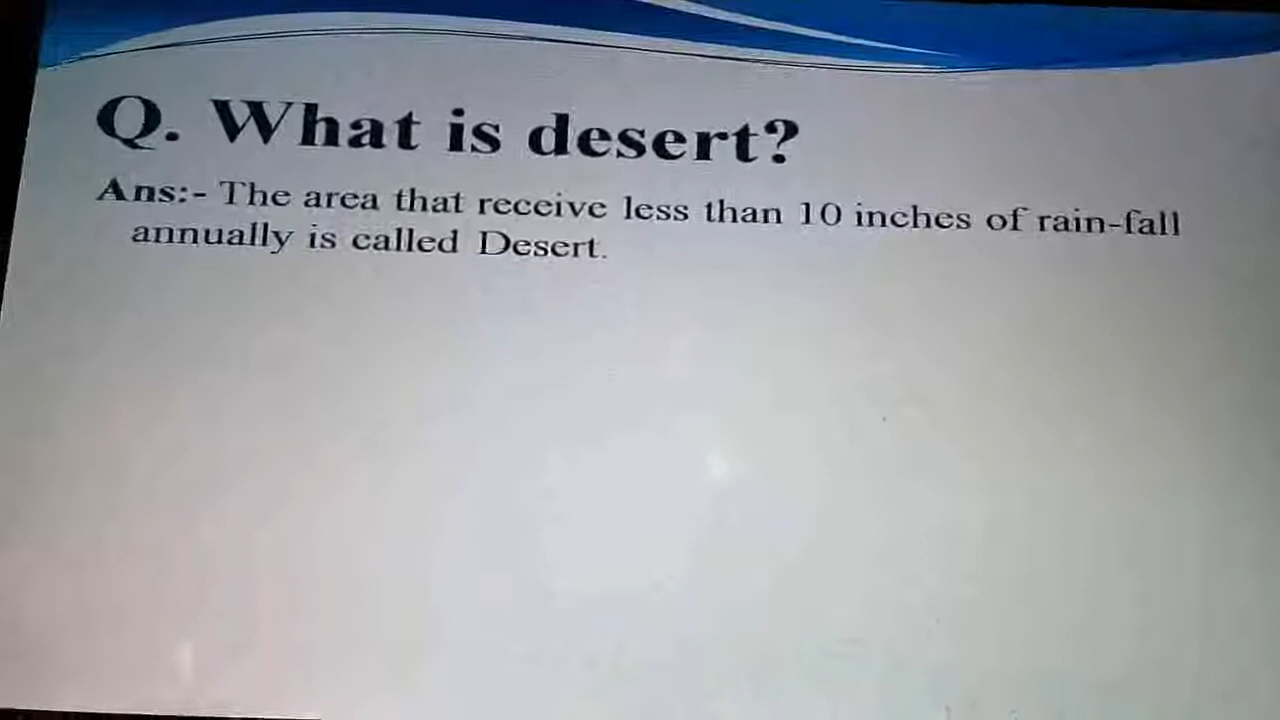 Q. What is desert?
Ans:- The area that receive less than 10 inches of rain-fall
annually is called Desert.